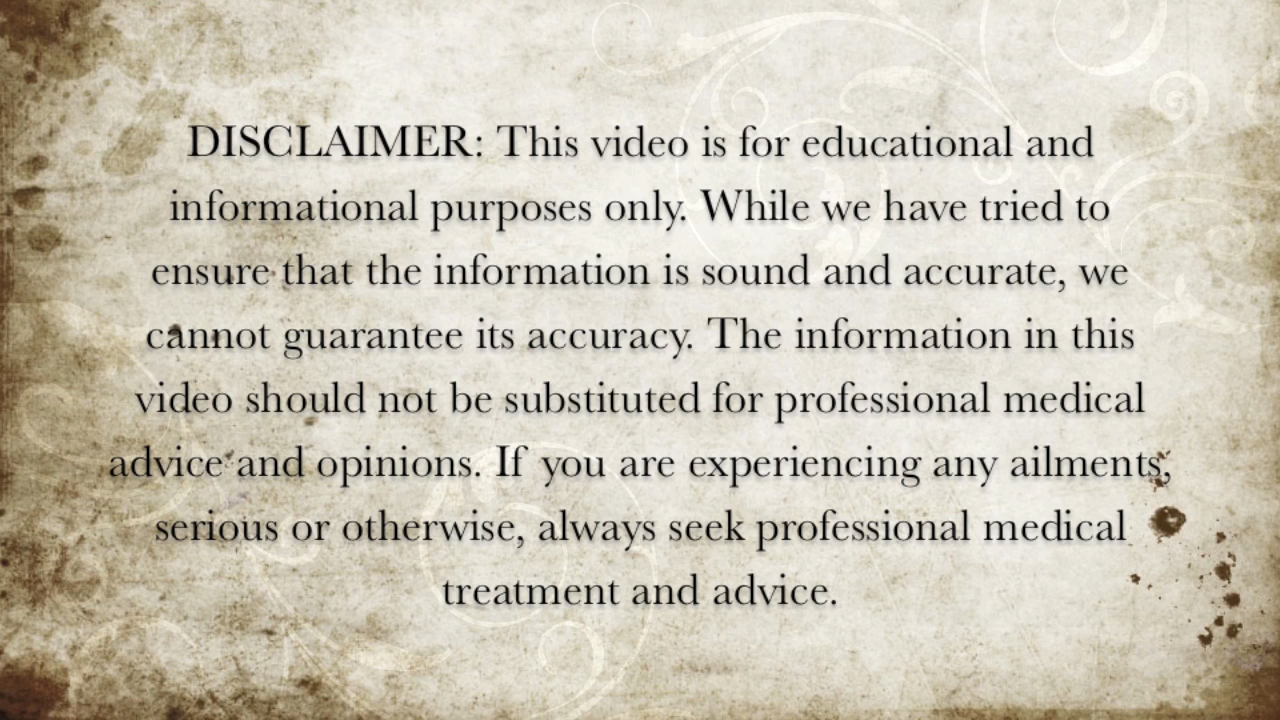 DISCLAIMER: This video is for educational and
informational purposes only. While we have tried to
ensure that the information is sound and accurate, we
cannot guarantee its accuracy. The information in this
video should not be substituted for professional medical
advice and opinions. If you are experiencing any ailments,
serious or otherwise, always seek professional medical
treatment and advice.